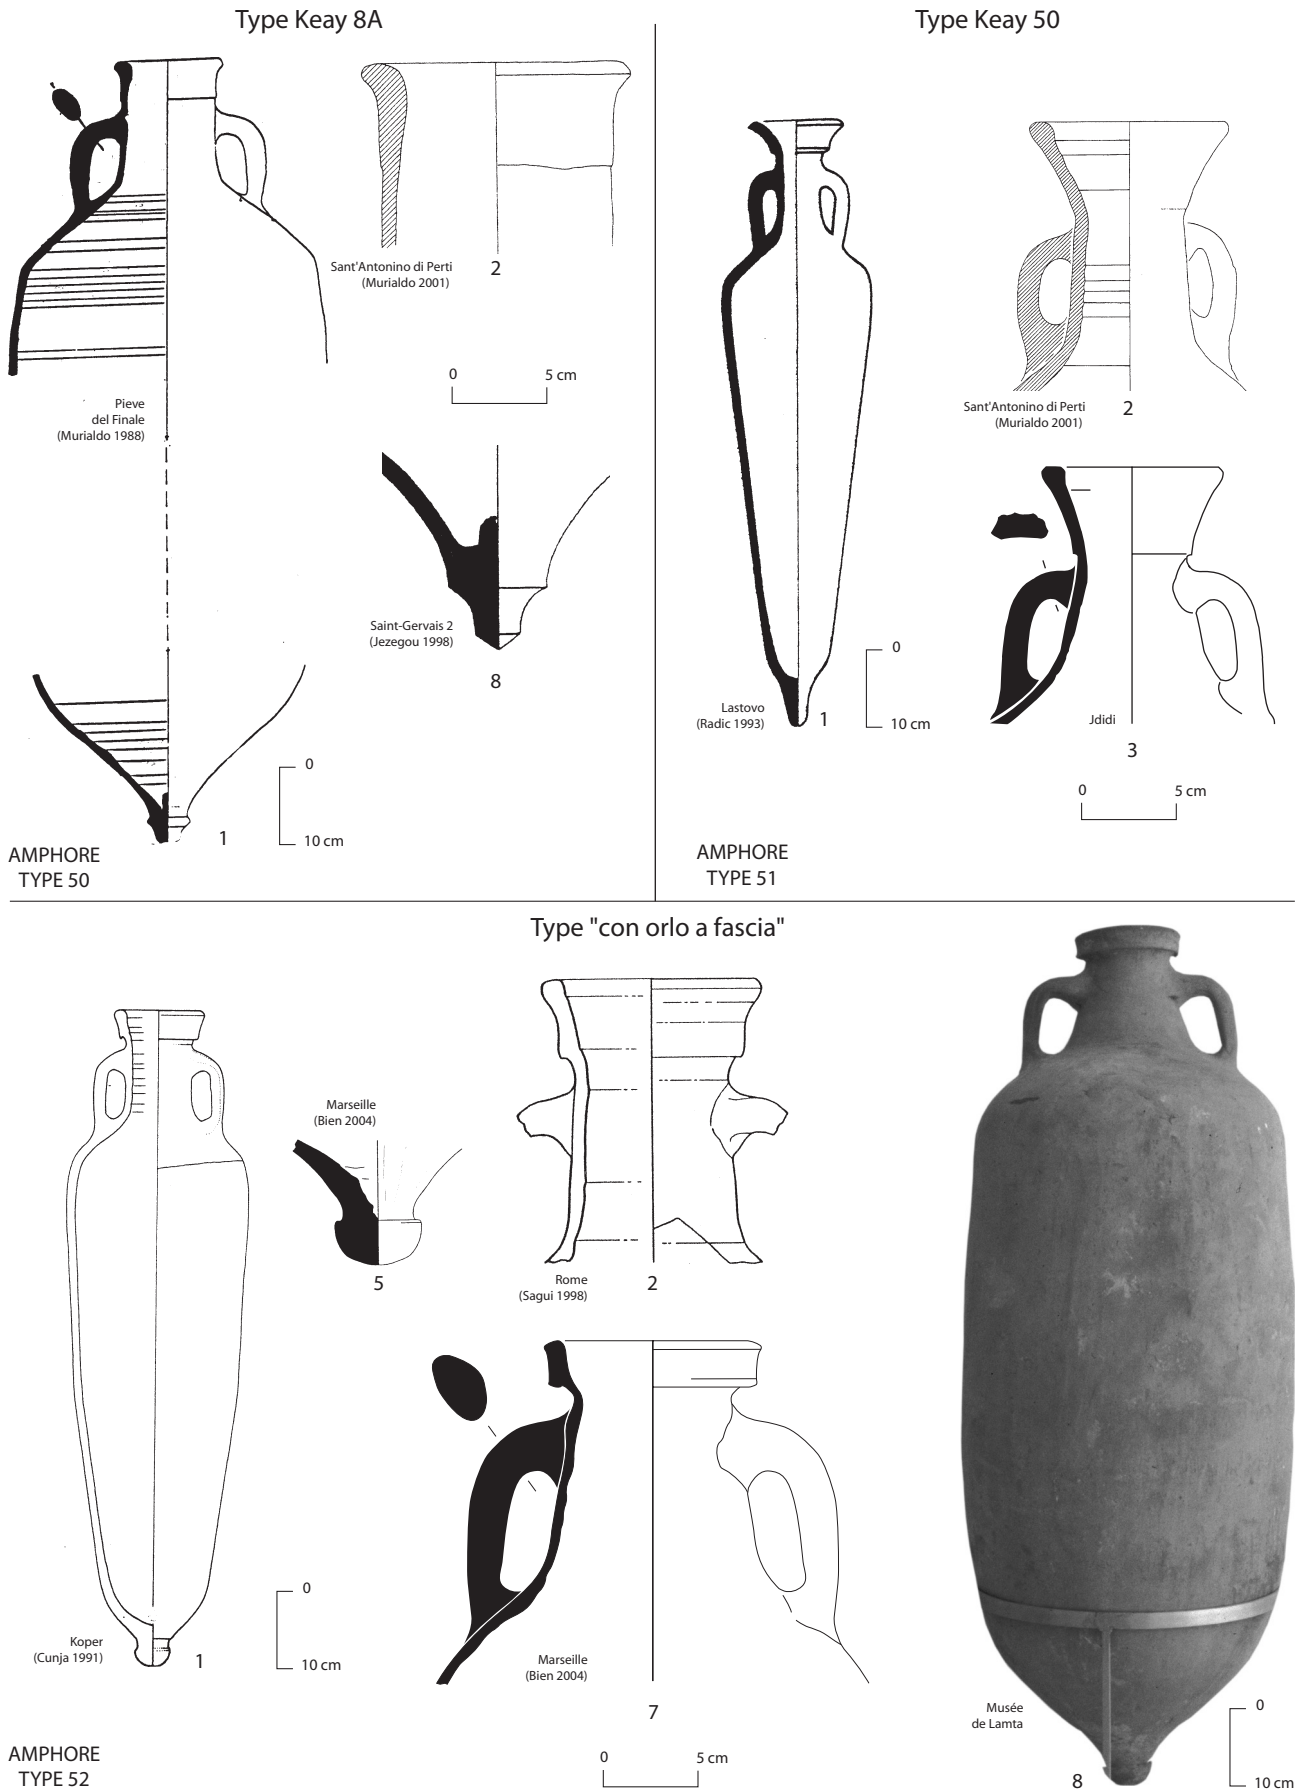 Type Keay 8A
Sant'Antonino di Perti
(Murialdo 2001)
2
0 5 cm
Pieve
del Finale
(Murialdo 1988)
Saint-Gervais 2
(Jezegou 1998)
8
0
10 cm
1
AMPHORE
TYPE 50
Type Keay 50
Sant'Antonino di Perti
(Murialdo 2001)
2
Lastovo
(Radic 1993)
1
0
10 cm
Jdidi
3
0 5 cm
AMPHORE
TYPE 51
Type "con orlo a fascia"
Marseille
(Bien 2004)
5
Rome
(Sagui 1998)
2
Koper
(Cunja 1991)
1
0
10 cm
Marseille
(Bien 2004)
7
0 5 cm
Musée
de Lamta
8
0
10 cm
AMPHORE
TYPE 52